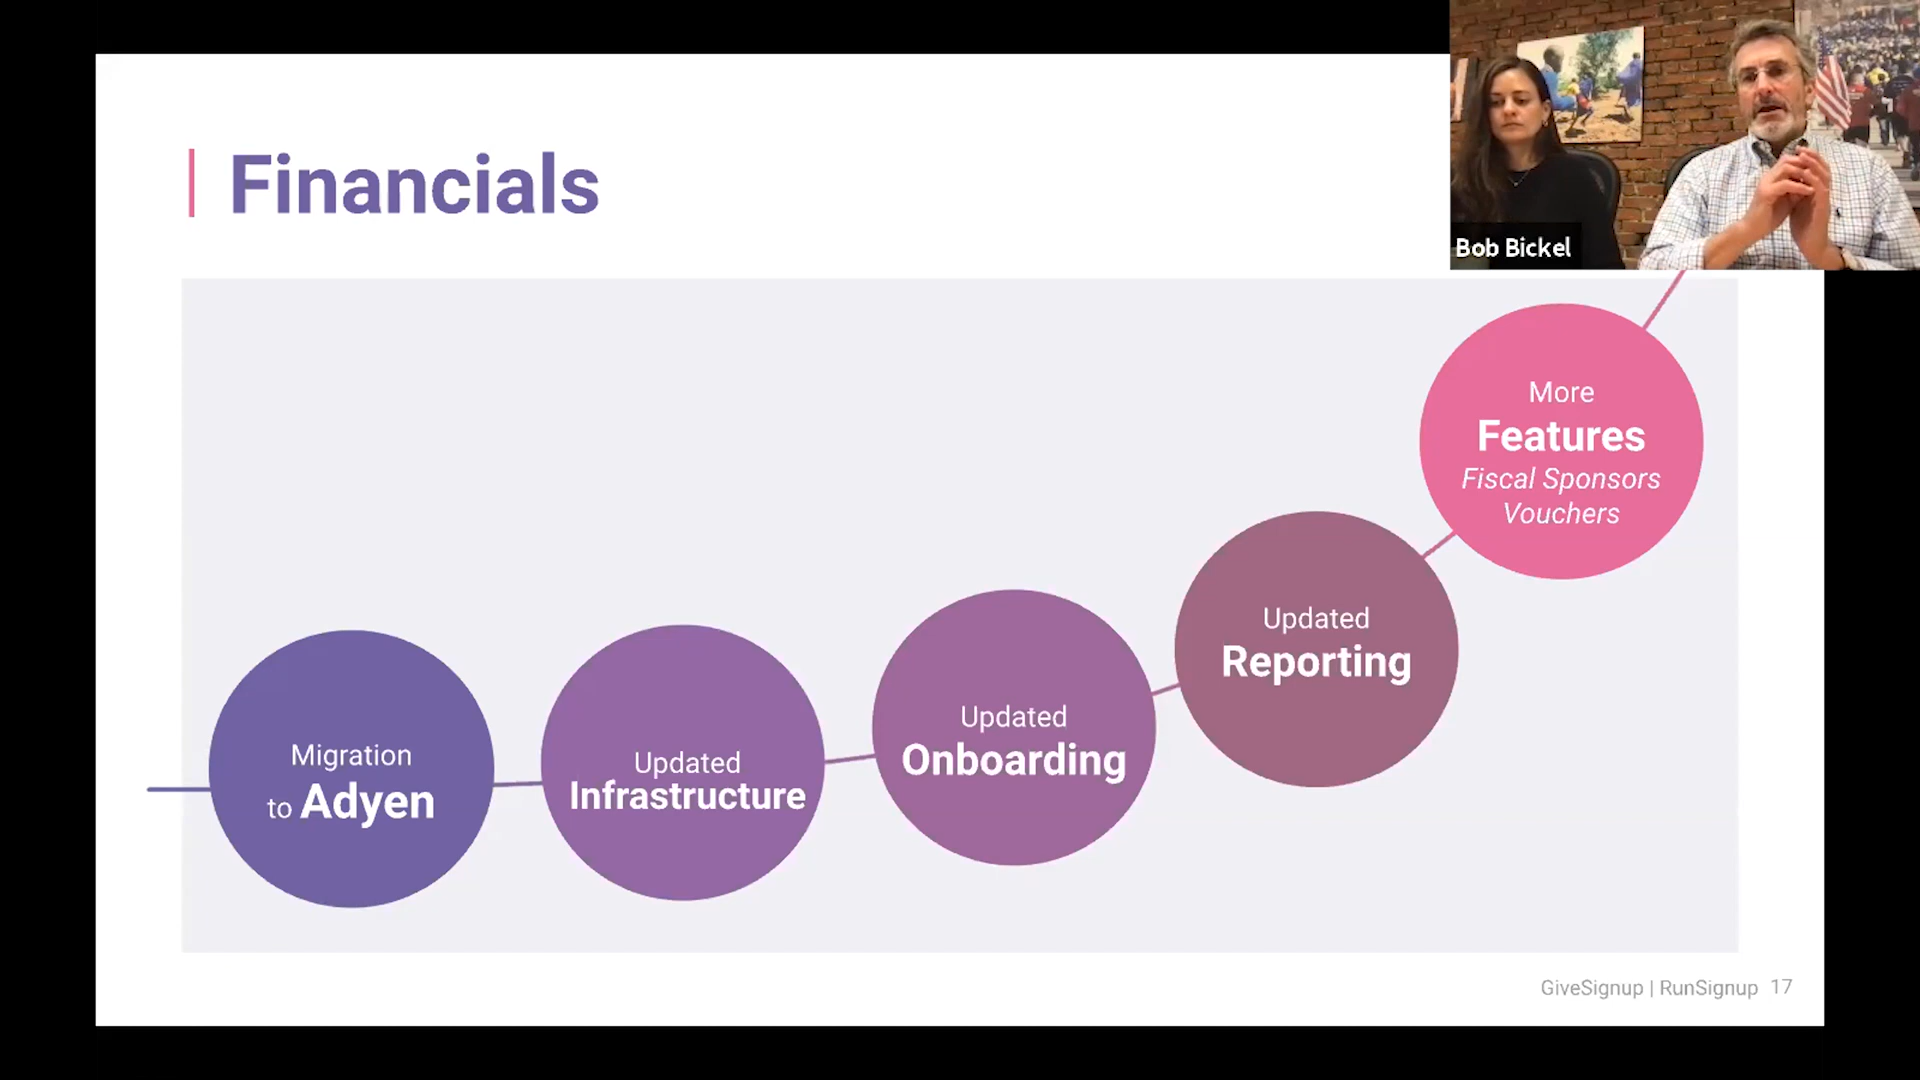 Financials
Bob Bickel
Migration
to Adyen
Updated
Infrastructure
Updated
Onboarding
Updated
Reporting
More
Features
Fiscal Sponsors
Vouchers
GiveSignup | RunSignup 17